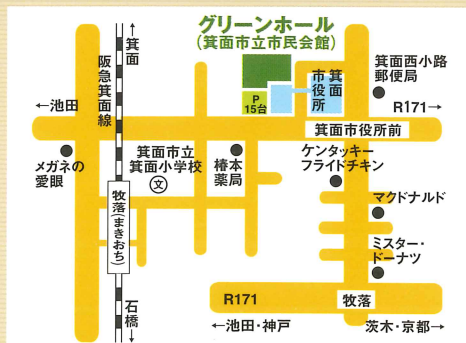 グリーンホール
(箕面市立市民会館)
↑
箕面
阪急箕面線
←池田
P
15台
箕面
市役所
箕面西小路
郵便局
R171→
箕面市役所前
メガネの
愛眼
箕面市立
箕面小学校
文
椿本
薬局
ケンタッキー
フライドチキン
マクドナルド
牧落(まきおち)
ミスター・
ドーナツ
R171
牧落
石橋
↓
←池田・神戸
茨木・京都→